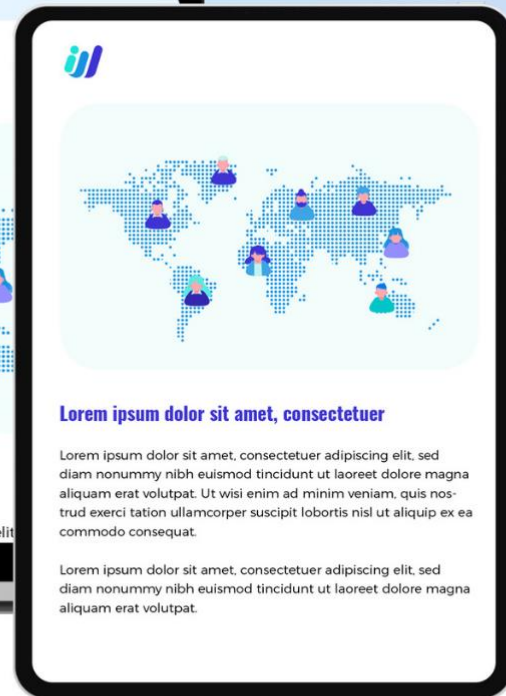 Lorem ipsum dolor sit amet, consectetuer
Lorem ipsum dolor sit amet, consectetuer adipiscing elit, sed
diam nonummy nibh euismod tincidunt ut laoreet dolore magna
aliquam erat volutpat. Ut wisi enim ad minim veniam, quis nos-
trud exerci tation ullamcorper suscipit lobortis nisl ut aliquip ex ea
commodo consequat.
Lorem ipsum dolor sit amet, consectetuer adipiscing elit, sed
diam nonummy nibh euismod tincidunt ut laoreet dolore magna
aliquam erat volutpat.